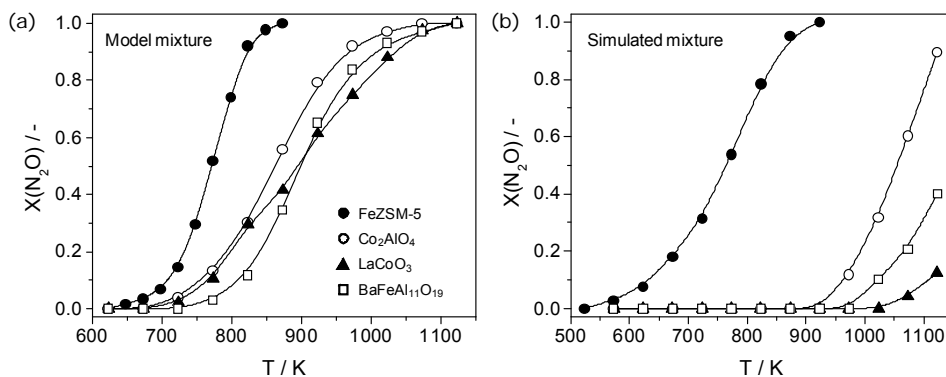 (a)
Model mixture
X(N₂O) / -
1.0
0.8
0.6
0.4
0.2
0.0
FeZSM-5
Co₂AlO₄
LaCoO₃
BaFeAl₁₁O₁₉
600 700 800 900 1000 1100
T / K
(b)
Simulated mixture
X(N₂O) / -
1.0
0.8
0.6
0.4
0.2
0.0
500 600 700 800 900 1000 1100
T / K